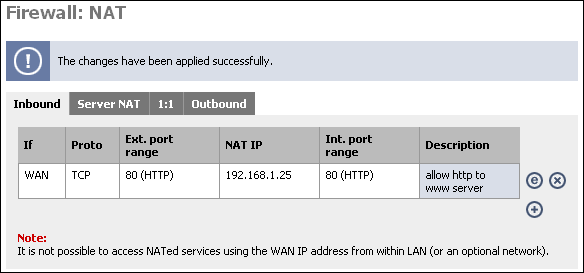 Firewall: NAT
The changes have been applied successfully.
Inbound Server NAT 1:1 Outbound
If Proto Ext. port range NAT IP Int. port range Description
WAN TCP 80 (HTTP) 192.168.1.25 80 (HTTP) allow http to www server
Note:
It is not possible to access NATed services using the WAN IP address from within LAN (or an optional network).